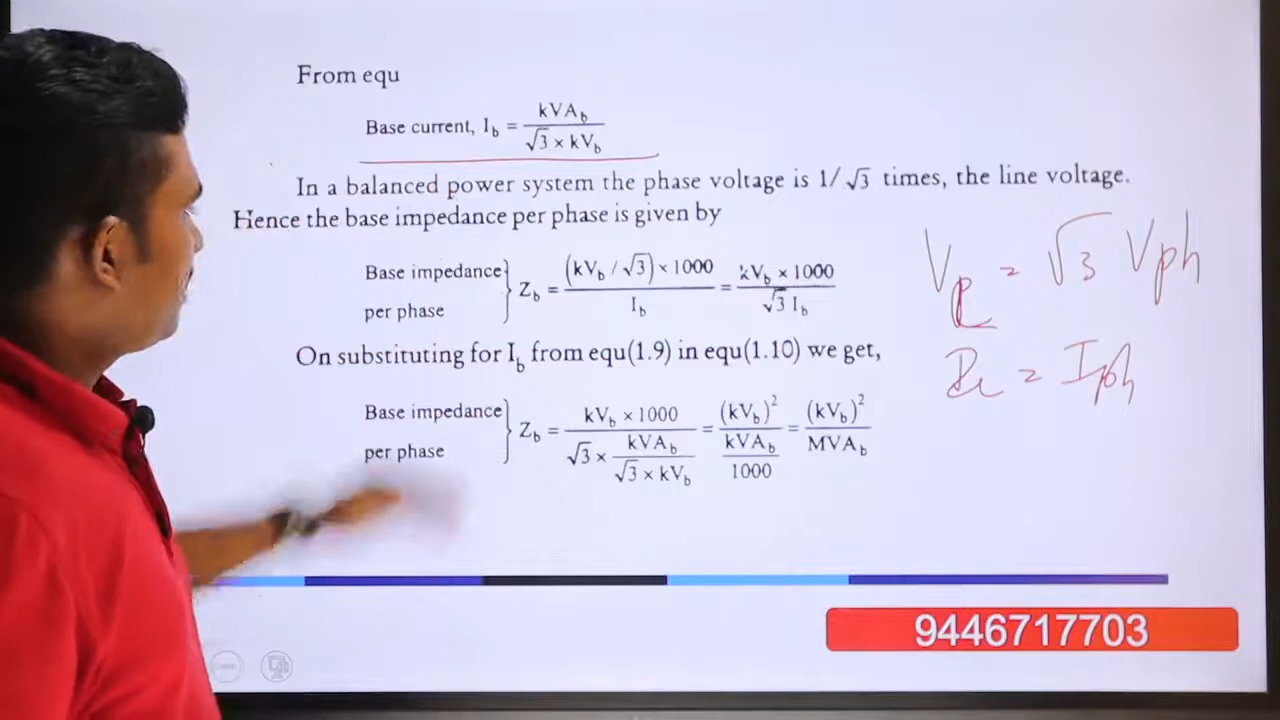 From equ
Base current, I_b = kVA_b / (√3 × kV_b)
In a balanced power system the phase voltage is 1/ √3 times, the line voltage.
Hence the base impedance per phase is given by
Base impedance per phase } Z_b = ((kV_b / √3) × 1000) / I_b = (kV_b × 1000) / (√3 I_b)
On substituting for I_b from equ(1.9) in equ(1.10) we get,
Base impedance per phase } Z_b = (kV_b × 1000) / (√3 × kVA_b / (√3 × kV_b)) = (kV_b)² / (kVA_b / 1000) = (kV_b)² / MVA_b
V_L = √3 Vph
I_L = Iph
9446717703